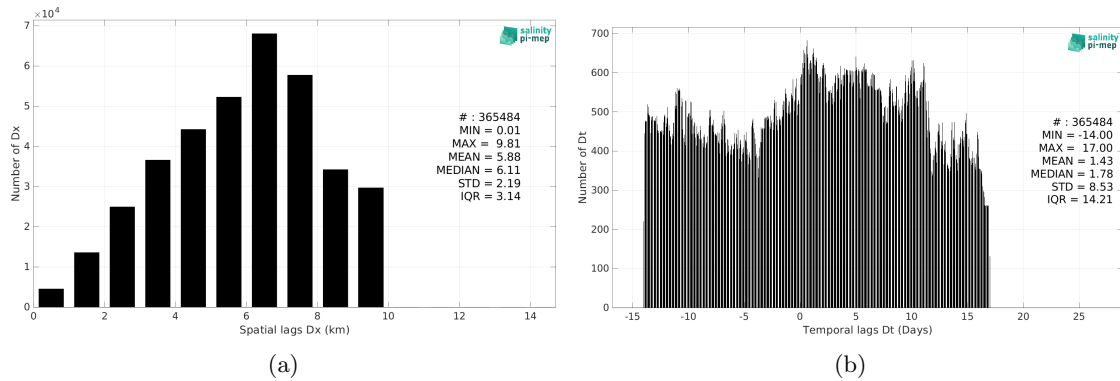 ×10⁴
7
6
5
4
3
2
1
0
Number of Dx
0 2 4 6 8 10 12 14
Spatial lags Dx (km)
salinity
pi-mep
# : 365484
MIN = 0.01
MAX = 9.81
MEAN = 5.88
MEDIAN = 6.11
STD = 2.19
IQR = 3.14
(a)
700
600
500
400
300
200
100
0
Number of Dt
-15 -10 -5 0 5 10 15 20 25
Temporal lags Dt (Days)
salinity
pi-mep
# : 365484
MIN = -14.00
MAX = 17.00
MEAN = 1.43
MEDIAN = 1.78
STD = 8.53
IQR = 14.21
(b)